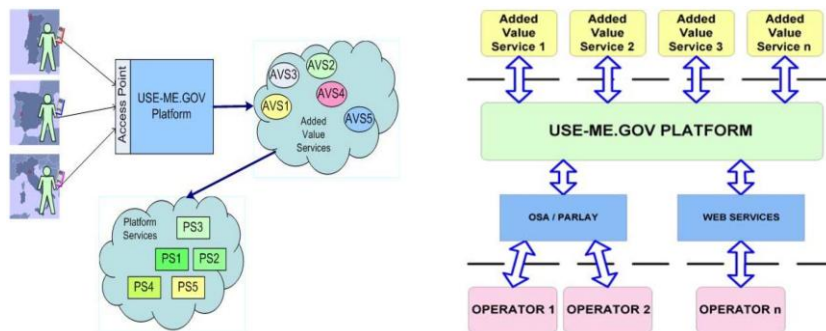 Access Point
USE-ME.GOV
Platform
AVS3
AVS2
AVS4
AVS1
AVS5
Added Value
Services
Platform
Services
PS3
PS1
PS2
PS4
PS5
Added
Value
Service 1
Added
Value
Service 2
Added
Value
Service 3
Added
Value
Service n
USE-ME.GOV PLATFORM
OSA / PARLAY
WEB SERVICES
OPERATOR 1
OPERATOR 2
OPERATOR n